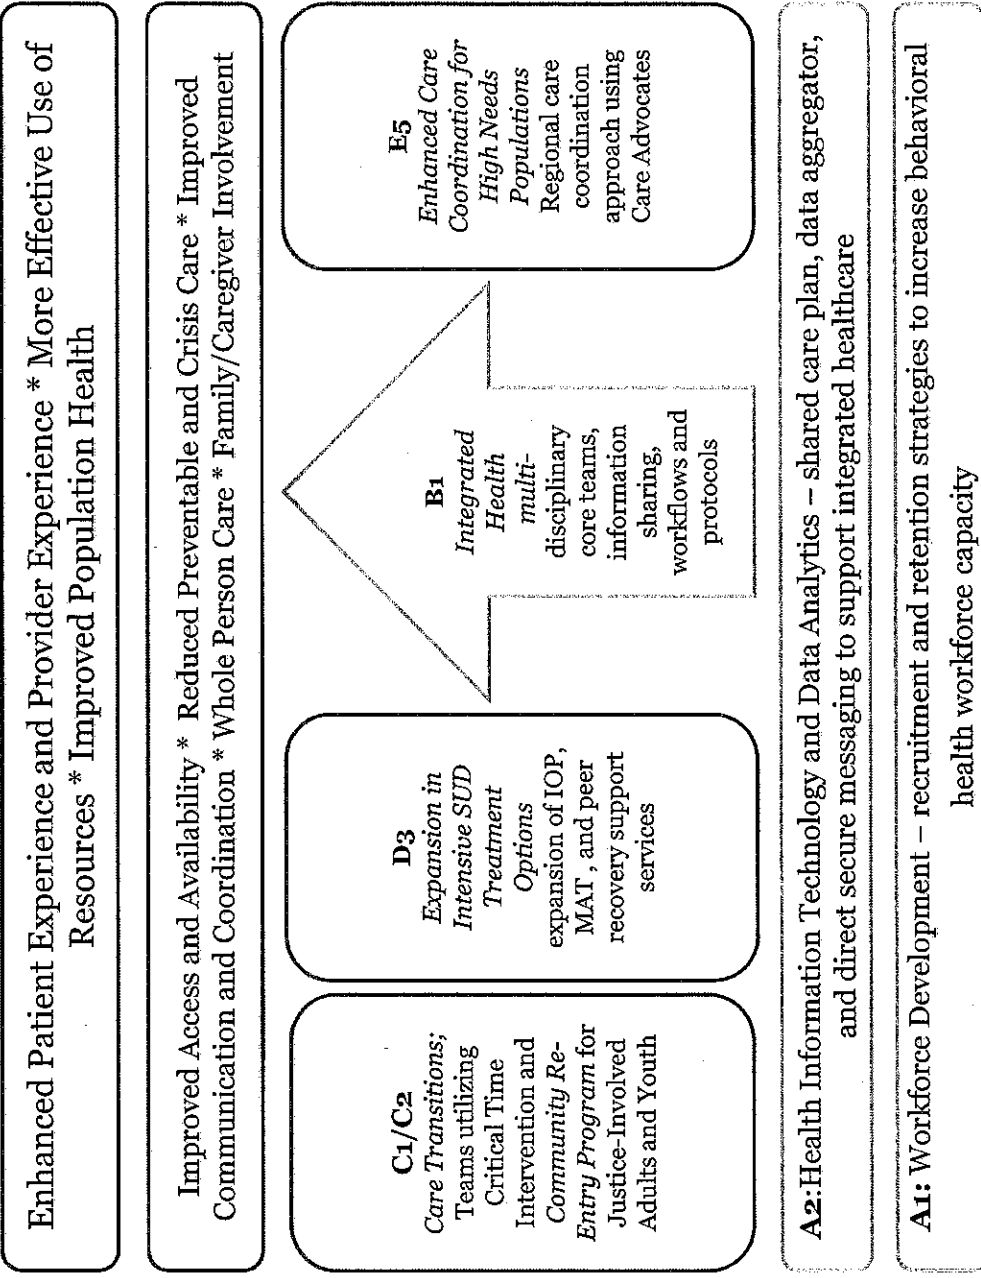 Enhanced Patient Experience and Provider Experience * More Effective Use of
Resources * Improved Population Health
Improved Access and Availability * Reduced Preventable and Crisis Care * Improved
Communication and Coordination * Whole Person Care * Family/Caregiver Involvement
C1/C2
Care Transitions;
Teams utilizing
Critical Time
Intervention and
Community Re-
Entry Program for
Justice-Involved
Adults and Youth
D3
Expansion in
Intensive SUD
Treatment
Options
expansion of IOP,
MAT , and peer
recovery support
services
B1
Integrated
Health
multi-
disciplinary
core teams,
information
sharing,
workflows and
protocols
E5
Enhanced Care
Coordination for
High Needs
Populations
Regional care
coordination
approach using
Care Advocates
A2:Health Information Technology and Data Analytics – shared care plan, data aggregator,
and direct secure messaging to support integrated healthcare
A1: Workforce Development – recruitment and retention strategies to increase behavioral
health workforce capacity